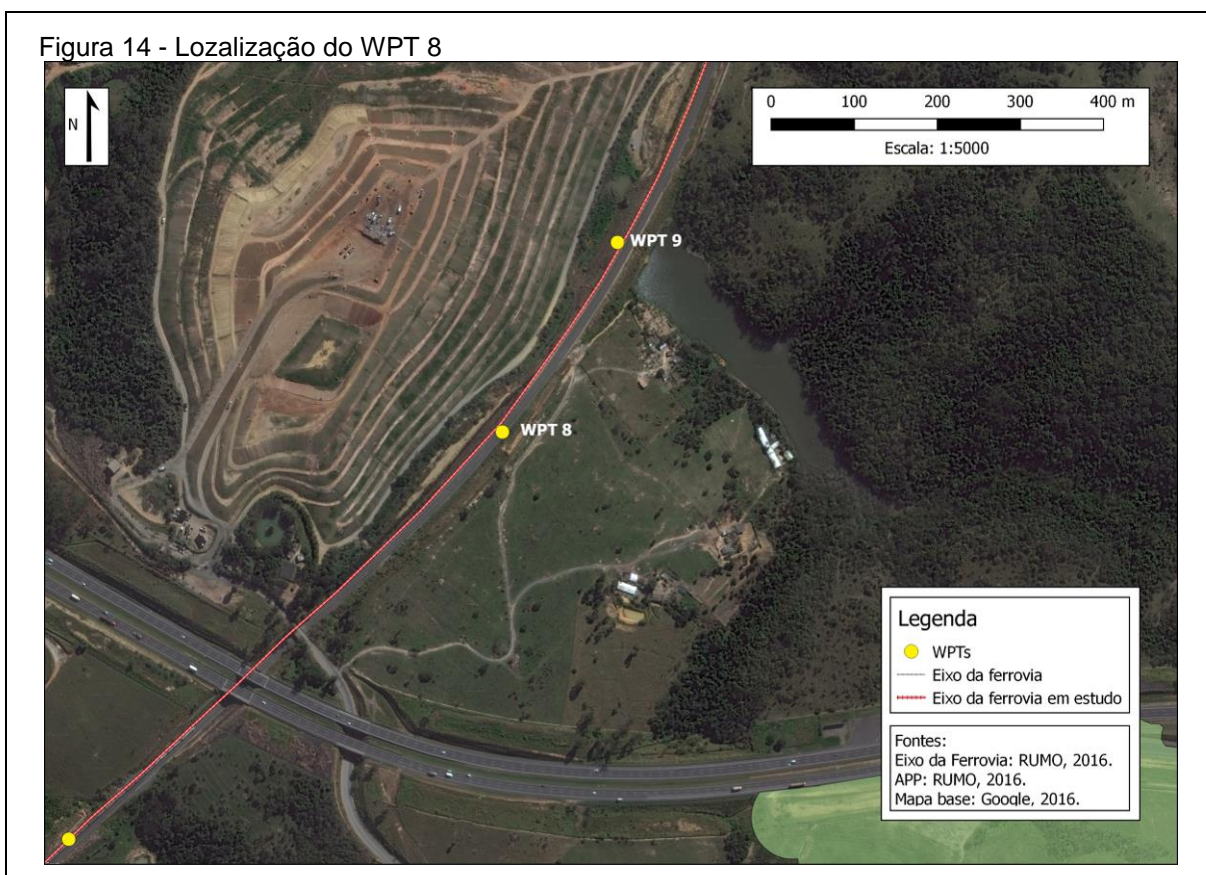 Figura 14 - Lozalização do WPT 8
N
0 100 200 300 400 m
Escala: 1:5000
WPT 9
WPT 8
Legenda
WPTs
Eixo da ferrovia
Eixo da ferrovia em estudo
Fontes:
Eixo da Ferrovia: RUMO, 2016.
APP: RUMO, 2016.
Mapa base: Google, 2016.